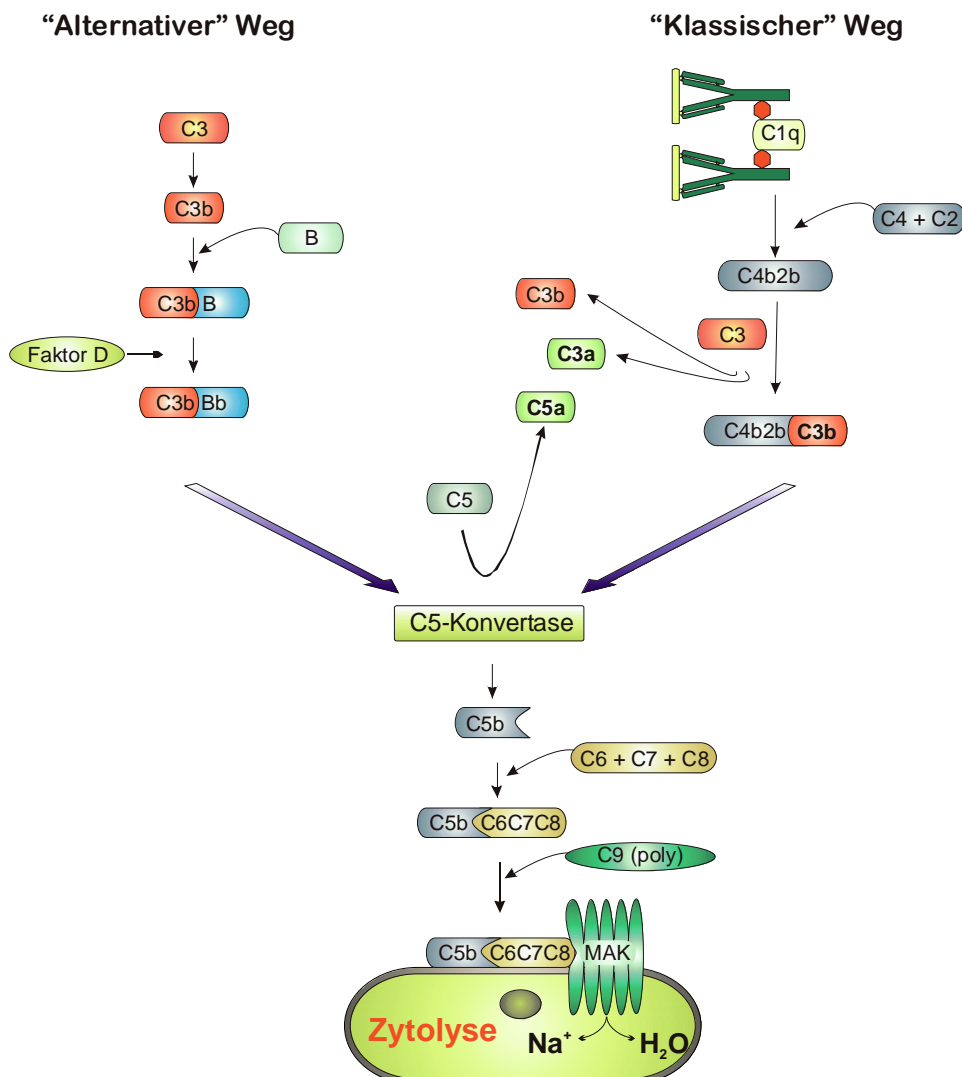 “Alternativer” Weg
“Klassischer” Weg
C3
C3b
B
C3b B
Faktor D
C3b Bb
C1q
C4 + C2
C4b2b
C3b
C3
C3a
C5a
C4b2b C3b
C5
C5-Konvertase
C5b
C6 + C7 + C8
C5b C6C7C8
C9 (poly)
C5b C6C7C8 MAK
Zytolyse
Na⁺ H₂O